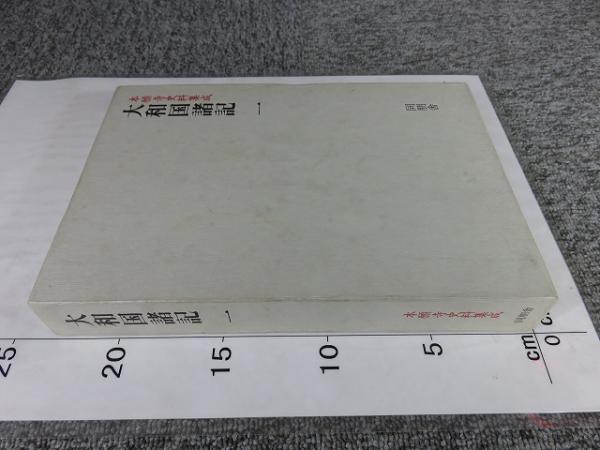 本願寺史料集成
大和国諸記 一
同朋舎
大和国諸記 一
本願寺史料集成
同朋舎
25
20
15
10
5
cm 0